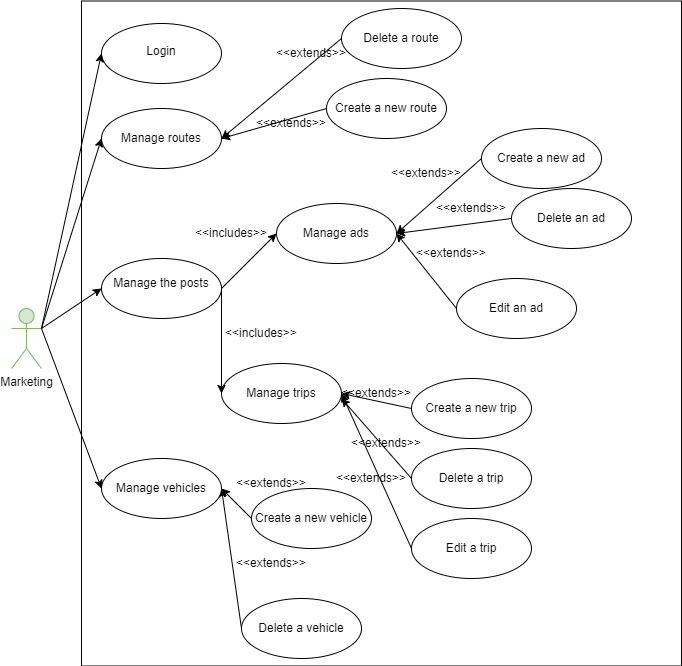 Login
Delete a route
<<extends>>
Create a new route
<<extends>>
Manage routes
Create a new ad
<<extends>>
Delete an ad
<<extends>>
<<includes>>
Manage ads
<<extends>>
Manage the posts
Edit an ad
<<includes>>
Marketing
Manage trips
<<extends>>
Create a new trip
<<extends>>
Delete a trip
<<extends>>
Manage vehicles
<<extends>>
Create a new vehicle
Edit a trip
<<extends>>
Delete a vehicle